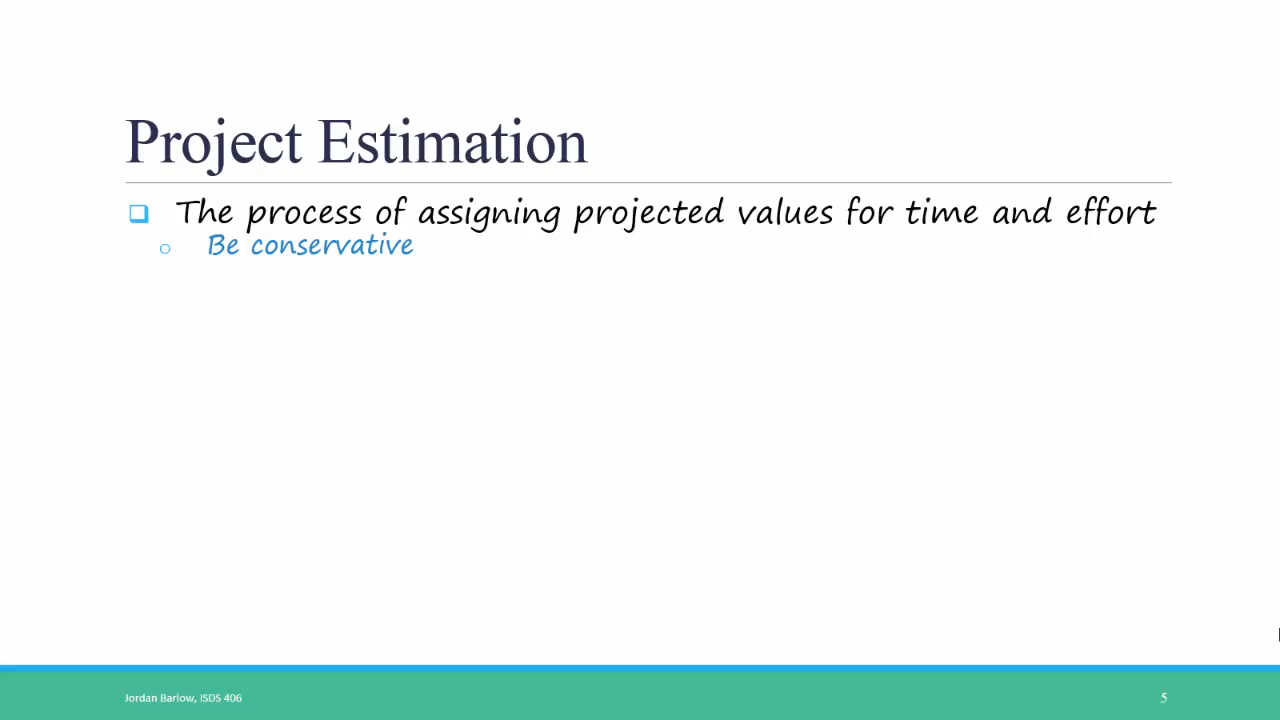 Project Estimation
The process of assigning projected values for time and effort
Be conservative
Jordan Barlow, ISDS 406
5